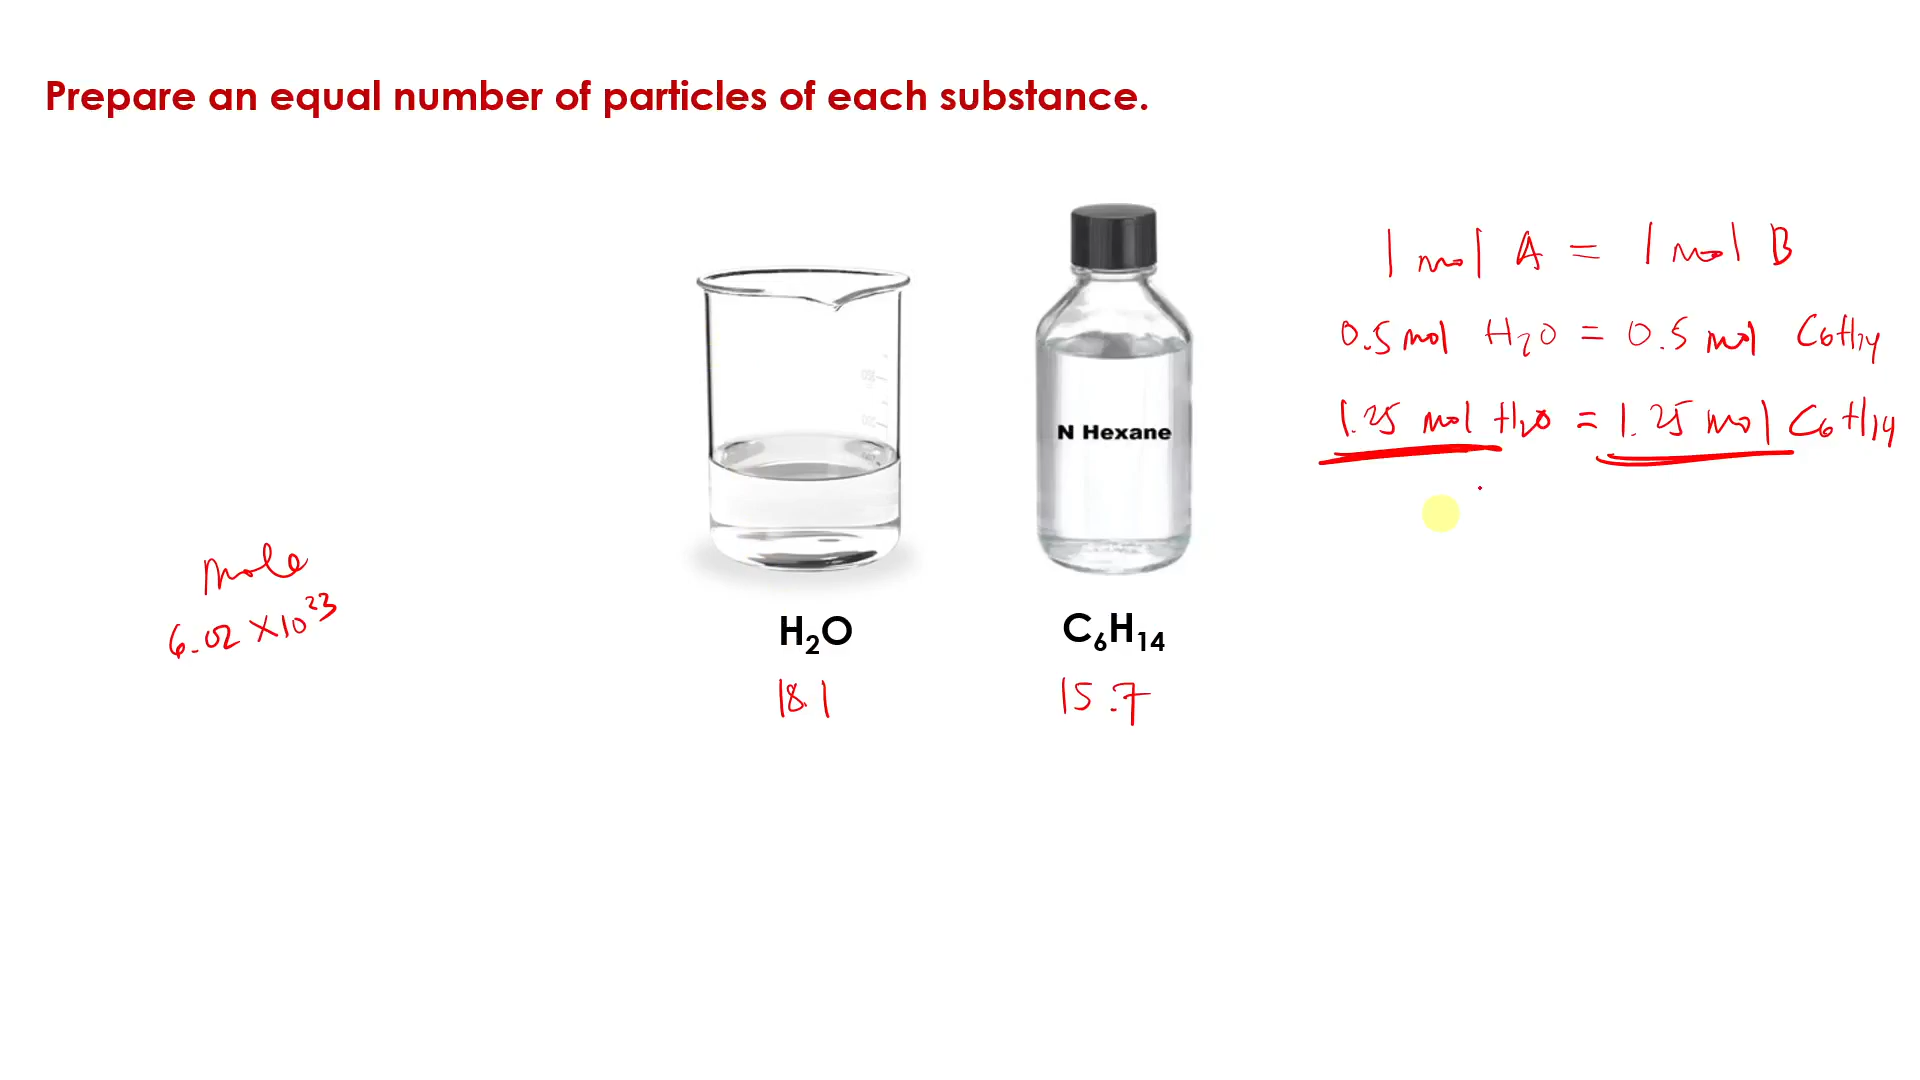 Prepare an equal number of particles of each substance.
1 mol A = 1 mol B
0.5 mol H₂O = 0.5 mol C₆H₁₄
1.25 mol H₂O = 1.25 mol C₆H₁₄
N Hexane
mole
6.02 × 10²³
H₂O
C₆H₁₄
18.1
15.7